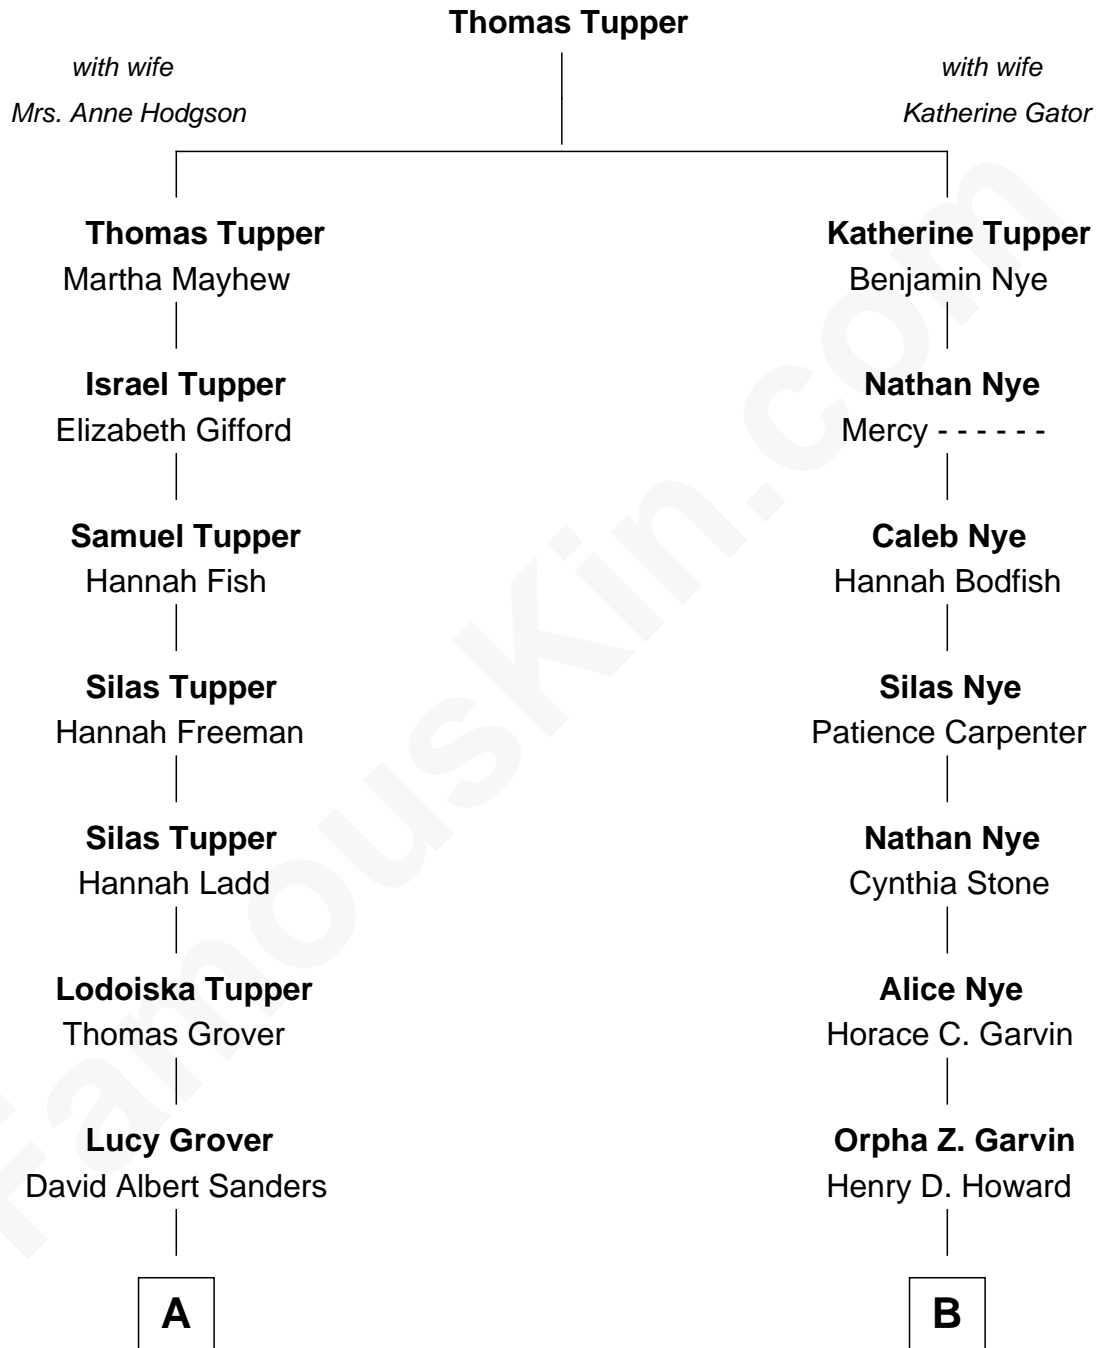 Thomas Tupper
with wife
Mrs. Anne Hodgson
with wife
Katherine Gator
Thomas Tupper
Martha Mayhew
Katherine Tupper
Benjamin Nye
Israel Tupper
Elizabeth Gifford
Nathan Nye
Mercy - - - - - -
Samuel Tupper
Hannah Fish
Caleb Nye
Hannah Bodfish
Silas Tupper
Hannah Freeman
Silas Nye
Patience Carpenter
Silas Tupper
Hannah Ladd
Nathan Nye
Cynthia Stone
Lodoiska Tupper
Thomas Grover
Alice Nye
Horace C. Garvin
Lucy Grover
David Albert Sanders
Orpha Z. Garvin
Henry D. Howard
A
B
FamousKin.com